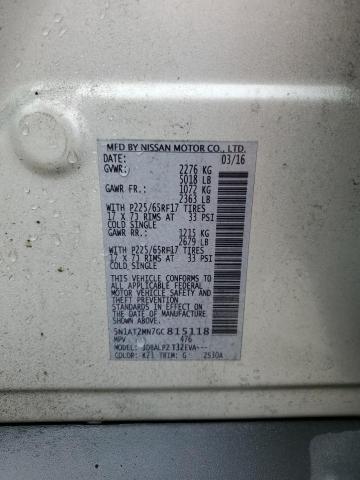 MFD BY NISSAN MOTOR CO., LTD.
DATE: 03/16
GVWR: 2276 KG
5018 LB
GAWR FR: 1072 KG
2363 LB
WITH P225/65RF17 TIRES
17 X 7J RIMS AT 33 PSI
COLD SINGLE
GAWR RR: 1215 KG
2679 LB
WITH P225/65RF17 TIRES
17 X 7J RIMS AT 33 PSI
COLD SINGLE
THIS VEHICLE CONFORMS TO
ALL APPLICABLE FEDERAL
MOTOR VEHICLE SAFETY
STANDARDS IN EFFECT ON
THE DATE OF MANUFACTURE
SHOWN ABOVE.
5N1AT2MN7GC815118
MPV 476
MODEL:
COLOR: K21 TRIM: G 2530A